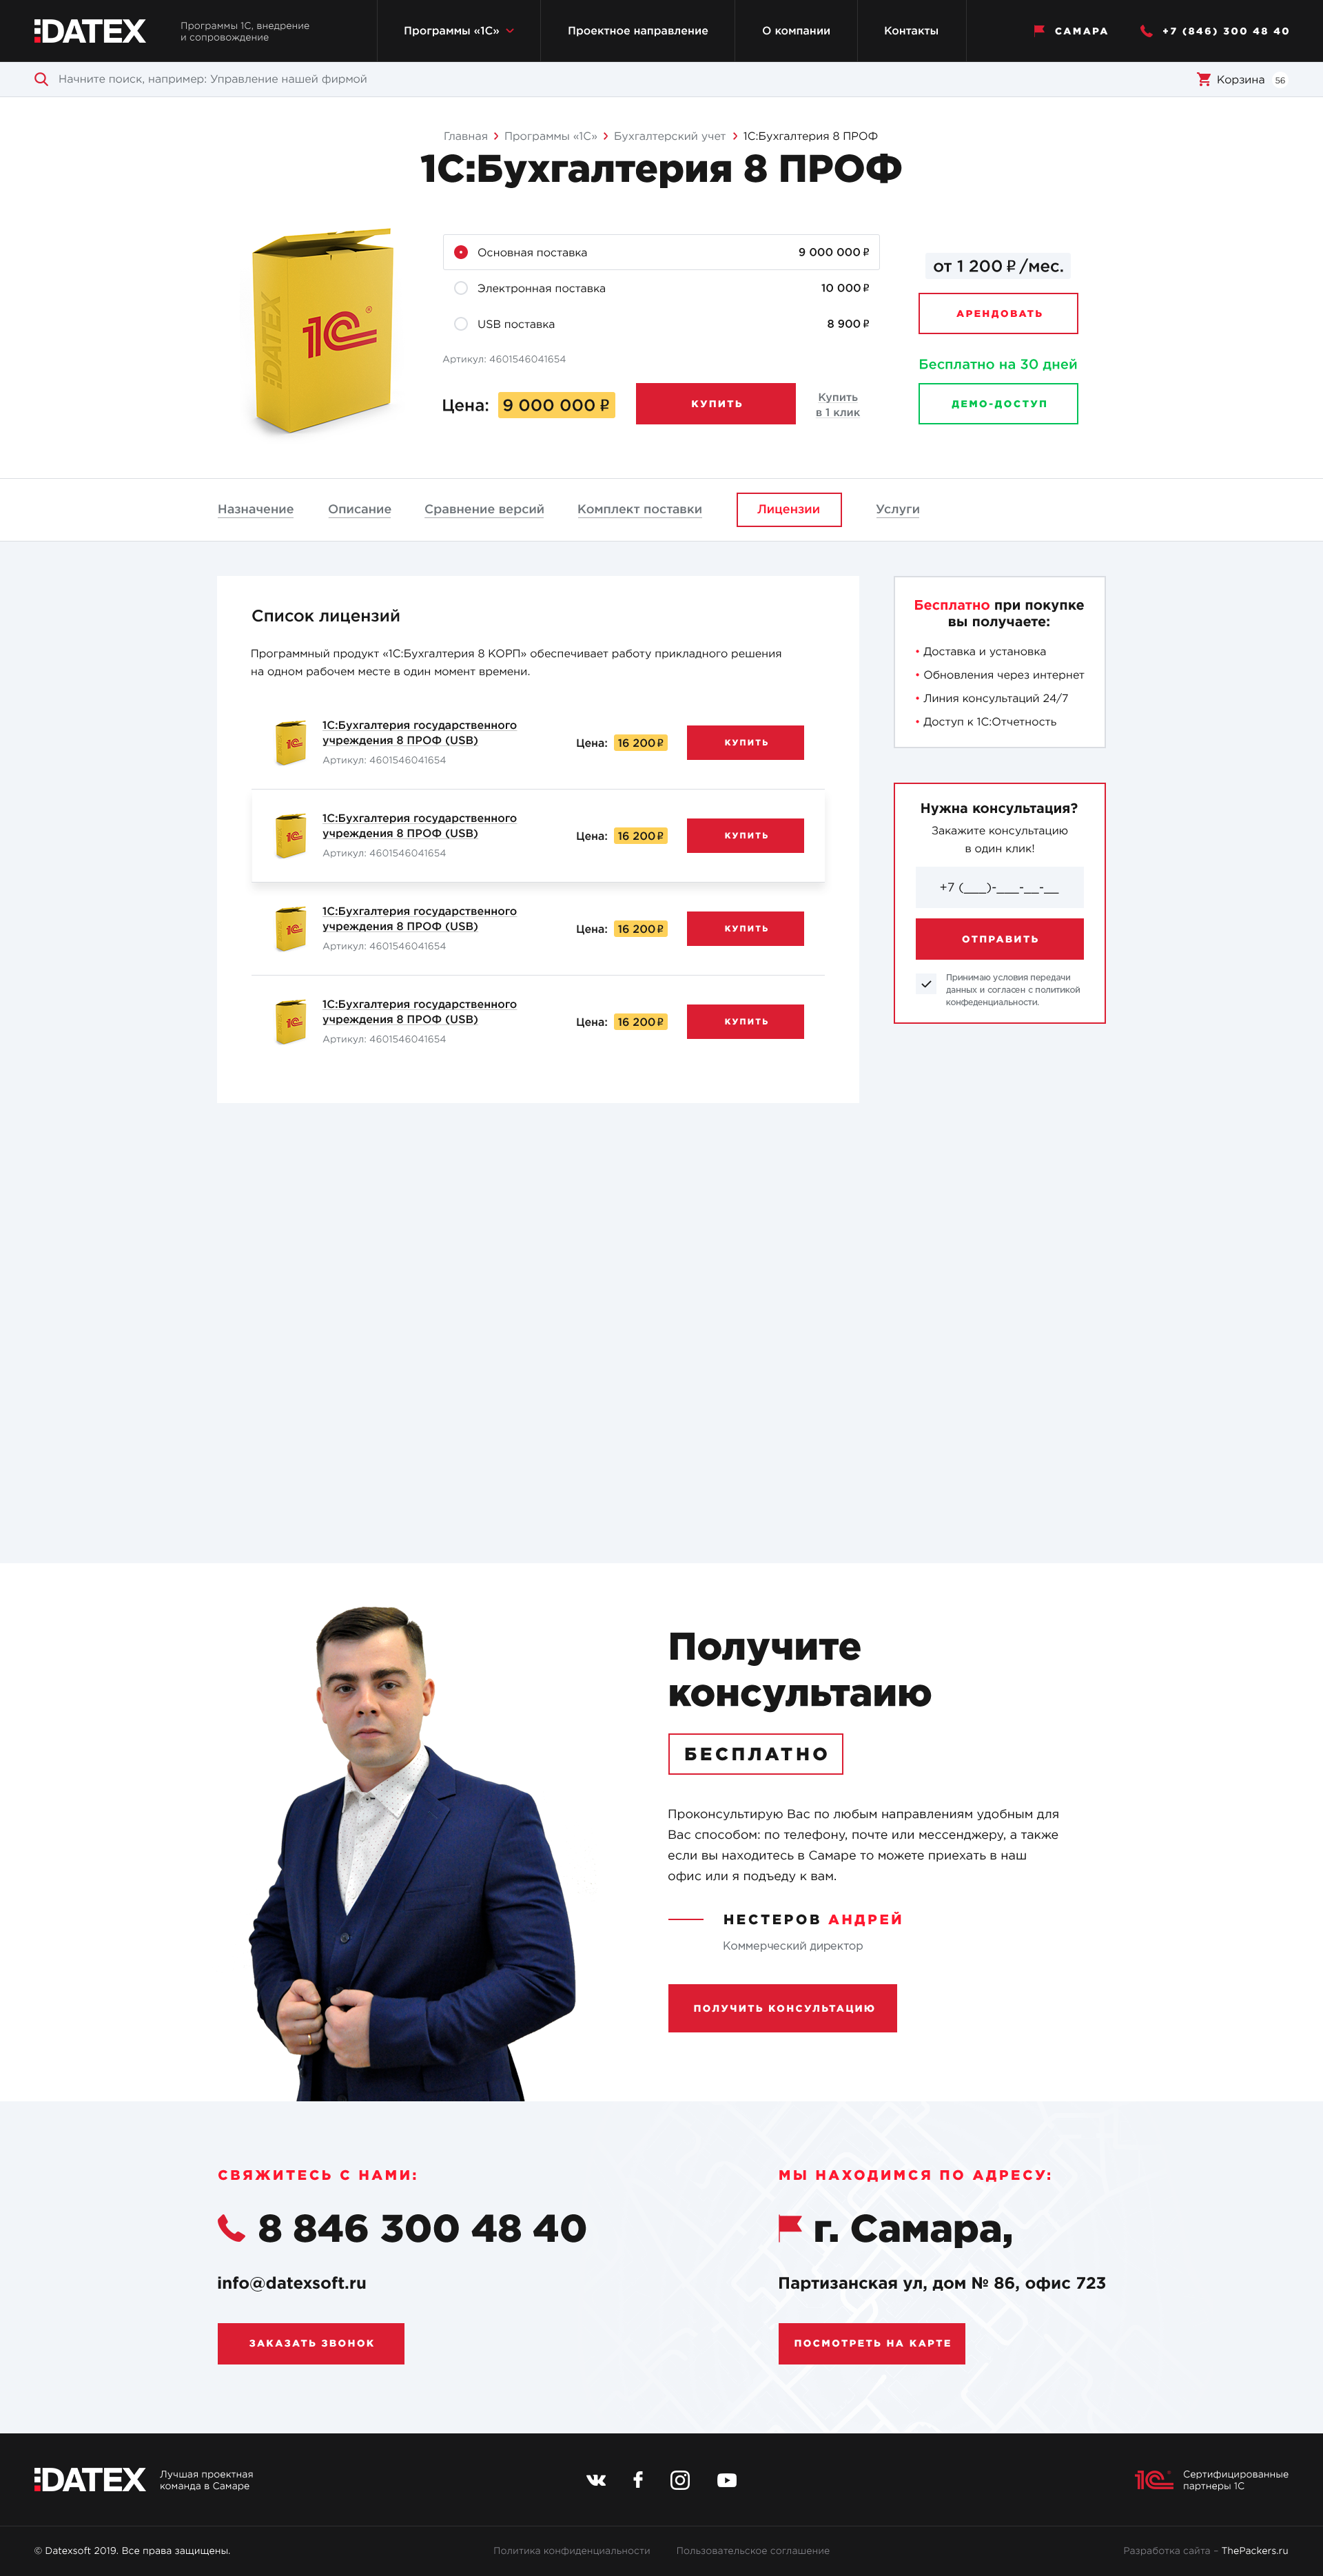 DATEX
Программы 1С, внедрение
и сопровождение
Программы «1С»
Проектное направление
О компании
Контакты
САМАРА
+7 (846) 300 48 40
Начните поиск, например: Управление нашей фирмой
Корзина 56
Главная Программы «1С» Бухгалтерский учет 1С:Бухгалтерия 8 ПРОФ
1С:Бухгалтерия 8 ПРОФ
DATEX
1С®
Основная поставка 9 000 000 ₽
Электронная поставка 10 000 ₽
USB поставка 8 900 ₽
Артикул: 4601546041654
Цена: 9 000 000 ₽
КУПИТЬ
Купить
в 1 клик
от 1 200 ₽ /мес.
АРЕНДОВАТЬ
Бесплатно на 30 дней
ДЕМО-ДОСТУП
Назначение
Описание
Сравнение версий
Комплект поставки
Лицензии
Услуги
Список лицензий
Программный продукт «1С:Бухгалтерия 8 КОРП» обеспечивает работу прикладного решения
на одном рабочем месте в один момент времени.
1С:Бухгалтерия государственного
учреждения 8 ПРОФ (USB)
Артикул: 4601546041654
Цена: 16 200 ₽
КУПИТЬ
1С:Бухгалтерия государственного
учреждения 8 ПРОФ (USB)
Артикул: 4601546041654
Цена: 16 200 ₽
КУПИТЬ
1С:Бухгалтерия государственного
учреждения 8 ПРОФ (USB)
Артикул: 4601546041654
Цена: 16 200 ₽
КУПИТЬ
1С:Бухгалтерия государственного
учреждения 8 ПРОФ (USB)
Артикул: 4601546041654
Цена: 16 200 ₽
КУПИТЬ
Бесплатно при покупке
вы получаете:
• Доставка и установка
• Обновления через интернет
• Линия консультаций 24/7
• Доступ к 1С:Отчетность
Нужна консультация?
Закажите консультацию
в один клик!
+7 (___)-___-__-__
ОТПРАВИТЬ
Принимаю условия передачи
данных и согласен с политикой
конфеденциальности.
Получите
консультаию
БЕСПЛАТНО
Проконсультирую Вас по любым направлениям удобным для
Вас способом: по телефону, почте или мессенджеру, а также
если вы находитесь в Самаре то можете приехать в наш
офис или я подъеду к вам.
НЕСТЕРОВ АНДРЕЙ
Коммерческий директор
ПОЛУЧИТЬ КОНСУЛЬТАЦИЮ
СВЯЖИТЕСЬ С НАМИ:
8 846 300 48 40
info@datexsoft.ru
ЗАКАЗАТЬ ЗВОНОК
МЫ НАХОДИМСЯ ПО АДРЕСУ:
г. Самара,
Партизанская ул, дом № 86, офис 723
ПОСМОТРЕТЬ НА КАРТЕ
DATEX
Лучшая проектная
команда в Самаре
1С
Сертифицированные
партнеры 1С
© Datexsoft 2019. Все права защищены.
Политика конфиденциальности
Пользовательское соглашение
Разработка сайта – ThePackers.ru